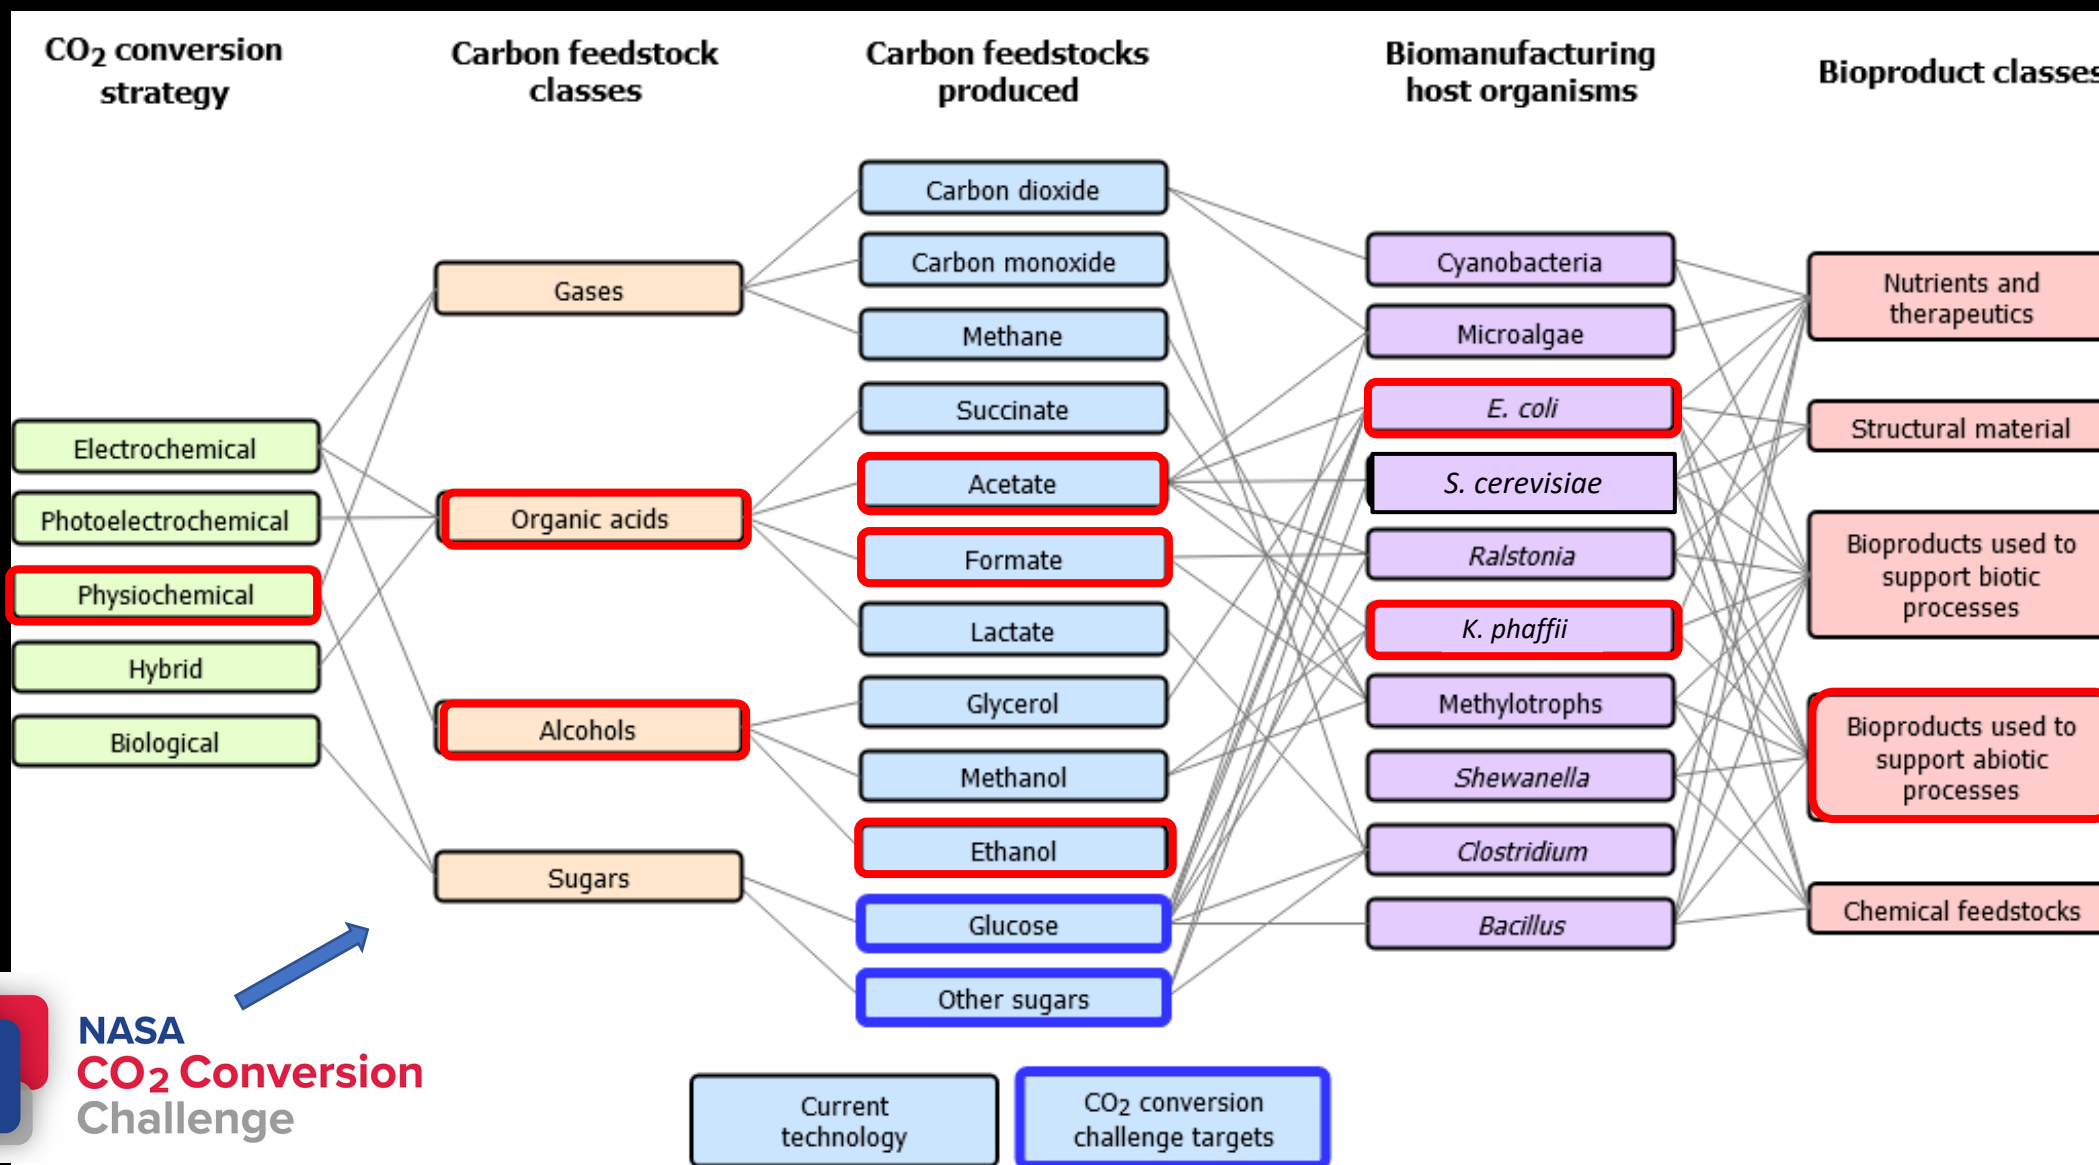 CO2 conversion
strategy
Carbon feedstock
classes
Carbon feedstocks
produced
Biomanufacturing
host organisms
Bioproduct classes
Electrochemical
Photoelectrochemical
Physiochemical
Hybrid
Biological
Gases
Organic acids
Alcohols
Sugars
Carbon dioxide
Carbon monoxide
Methane
Succinate
Acetate
Formate
Lactate
Glycerol
Methanol
Ethanol
Glucose
Other sugars
Cyanobacteria
Microalgae
E. coli
S. cerevisiae
Ralstonia
K. phaffii
Methylotrophs
Shewanella
Clostridium
Bacillus
Nutrients and
therapeutics
Structural material
Bioproducts used to
support biotic
processes
Bioproducts used to
support abiotic
processes
Chemical feedstocks
NASA
CO2 Conversion
Challenge
Current
technology
CO2 conversion
challenge targets